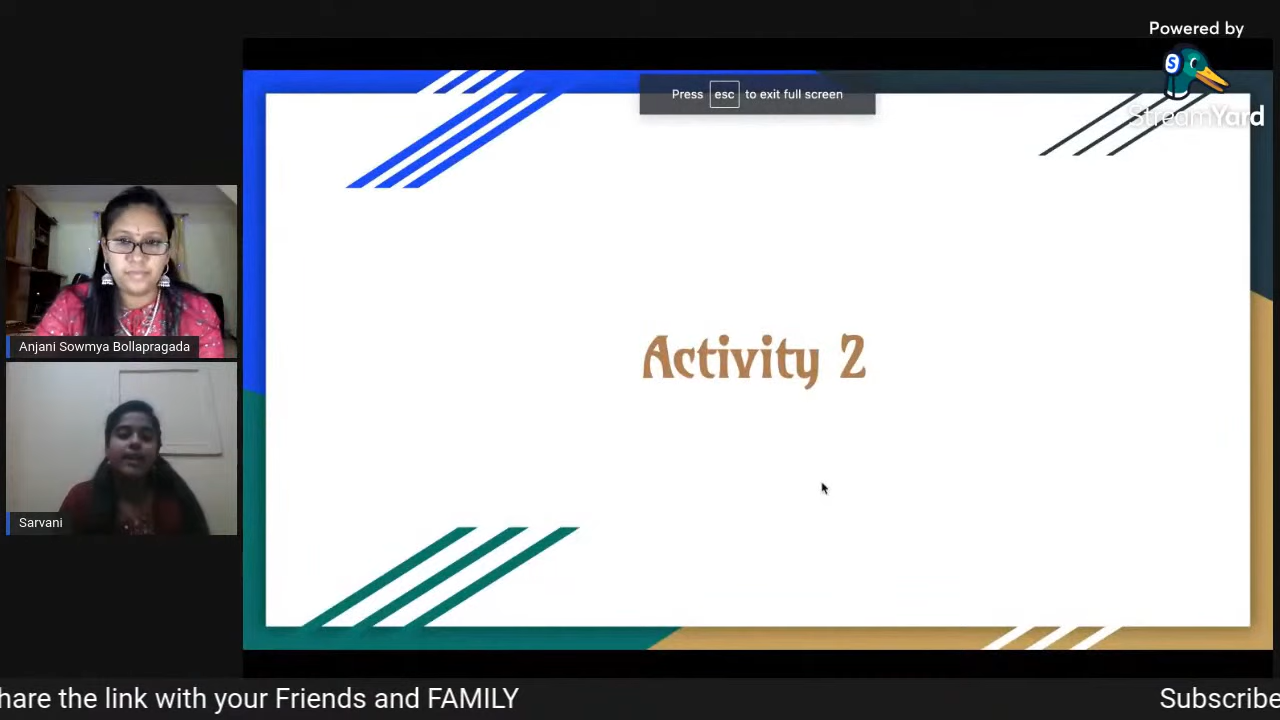 Powered by
StreamYard
Press esc to exit full screen
Activity 2
Anjani Sowmya Bollapragada
Sarvani
hare the link with your Friends and FAMILY
Subscribe